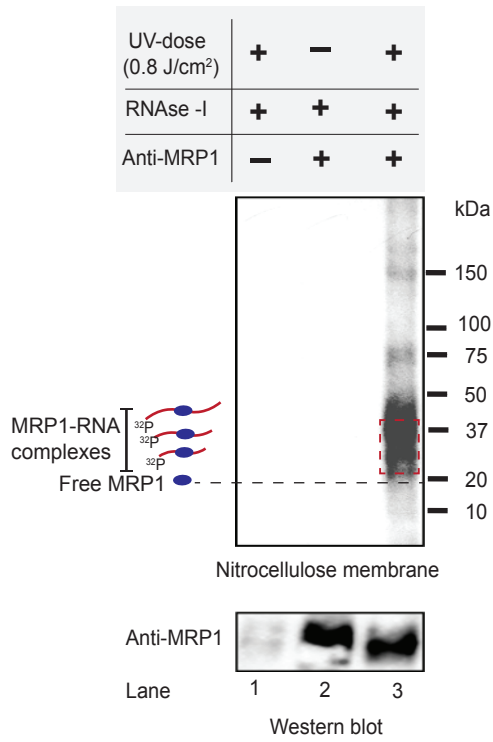 UV-dose
(0.8 J/cm²) + − +
RNAse -I + + +
Anti-MRP1 − + +
kDa
150
100
75
50
37
20
10
MRP1-RNA
complexes
32P
32P
32P
Free MRP1
Nitrocellulose membrane
Anti-MRP1
Lane 1 2 3
Western blot